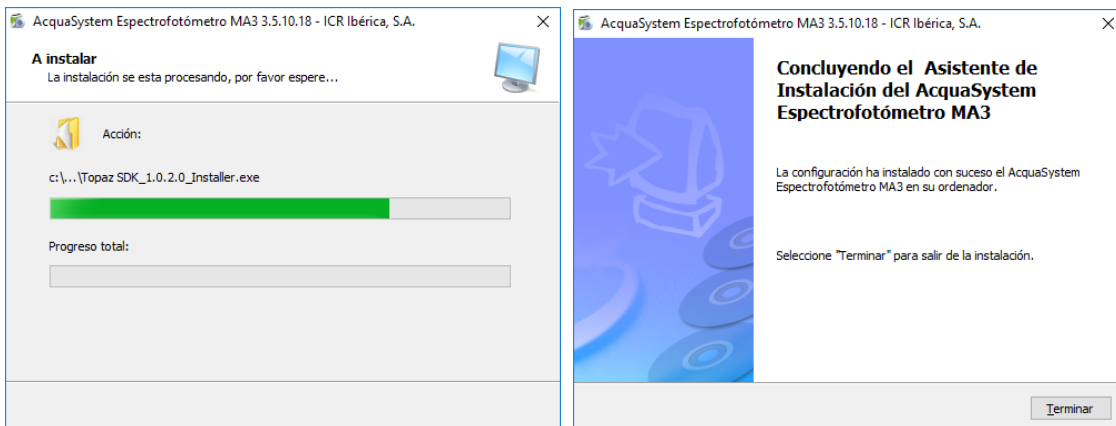 AcquaSystem Espectrofotómetro MA3 3.5.10.18 - ICR Ibérica, S.A.
A instalar
La instalación se esta procesando, por favor espere...
Acción:
c:\...\Topaz SDK_1.0.2.0_Installer.exe
Progreso total:
AcquaSystem Espectrofotómetro MA3 3.5.10.18 - ICR Ibérica, S.A.
Concluyendo el  Asistente de
Instalación del AcquaSystem
Espectrofotómetro MA3
La configuración ha instalado con suceso el AcquaSystem
Espectrofotómetro MA3 en su ordenador.
Seleccione "Terminar" para salir de la instalación.
Terminar